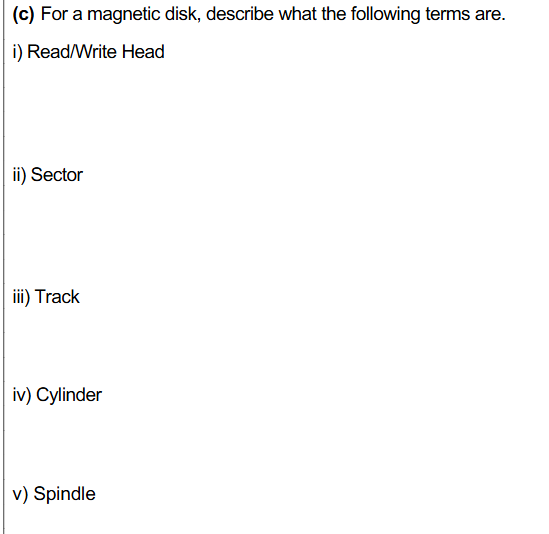 (c) For a magnetic disk, describe what the following terms are.
i) Read/Write Head
ii) Sector
iii) Track
iv) Cylinder
v) Spindle